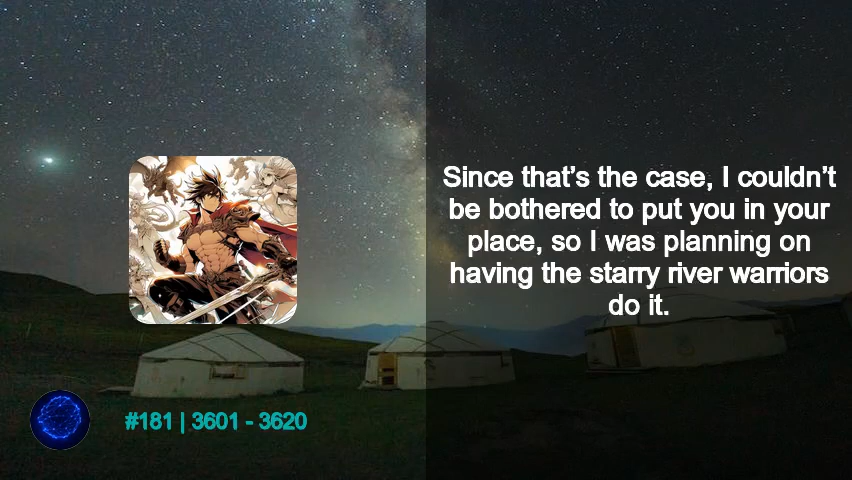 Since that’s the case, I couldn’t
be bothered to put you in your
place, so I was planning on
having the starry river warriors
do it.
#181 | 3601 - 3620